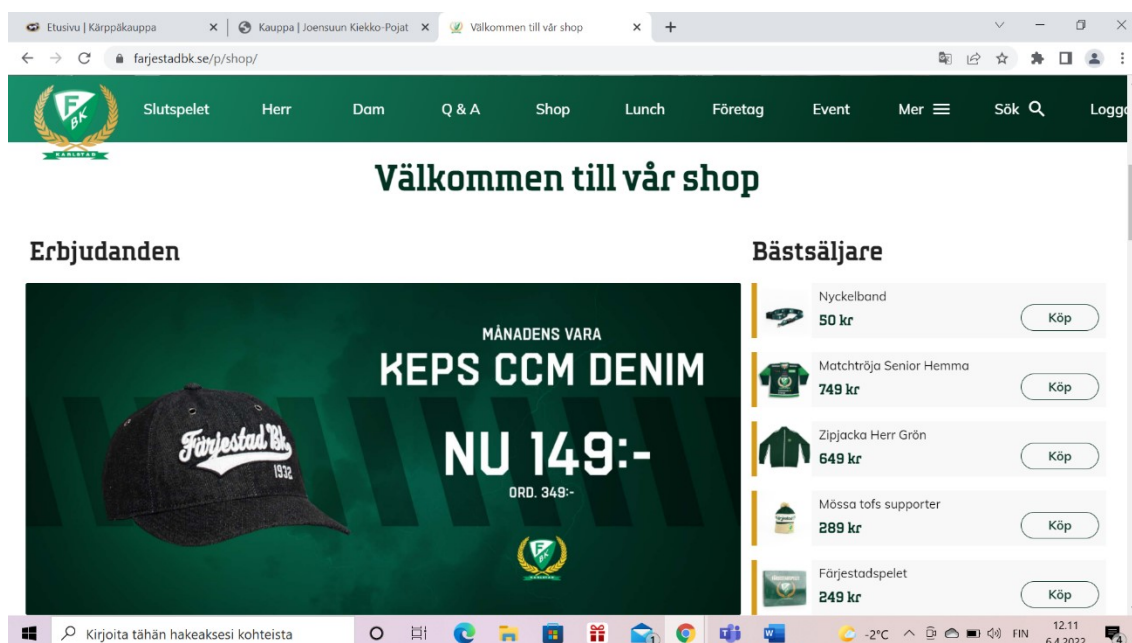 Etusivu | Kärppäkauppa
Kauppa | Joensuun Kiekko-Pojat
Välkommen till vår shop
farjestadbk.se/p/shop/
Slutspelet Herr Dam Q & A Shop Lunch Företag Event Mer Sök Logga
F BK
KARLSTAD
Välkommen till vår shop
Erbjudanden
MÅNADENS VARA
KEPS CCM DENIM
NU 149:-
ORD. 349:-
Färjestad Bk.
1932
Bästsäljare
Nyckelband
50 kr
Köp
Matchtröja Senior Hemma
749 kr
Köp
Zipjacka Herr Grön
649 kr
Köp
Mössa tofs supporter
289 kr
Köp
Färjestadspelet
249 kr
Köp
Kirjoita tähän hakeaksesi kohteista
-2°C
FIN
12.11